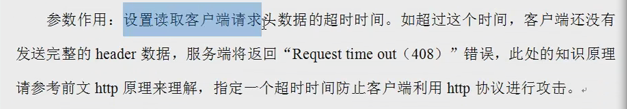 参数作用：设置读取客户端请求头数据的超时时间。如超过这个时间，客户端还没有
发送完整的 header 数据，服务端将返回“Request time out（408）”错误，此处的知识原理
请参考前文 http 原理来理解，指定一个超时时间防止客户端利用 http 协议进行攻击。